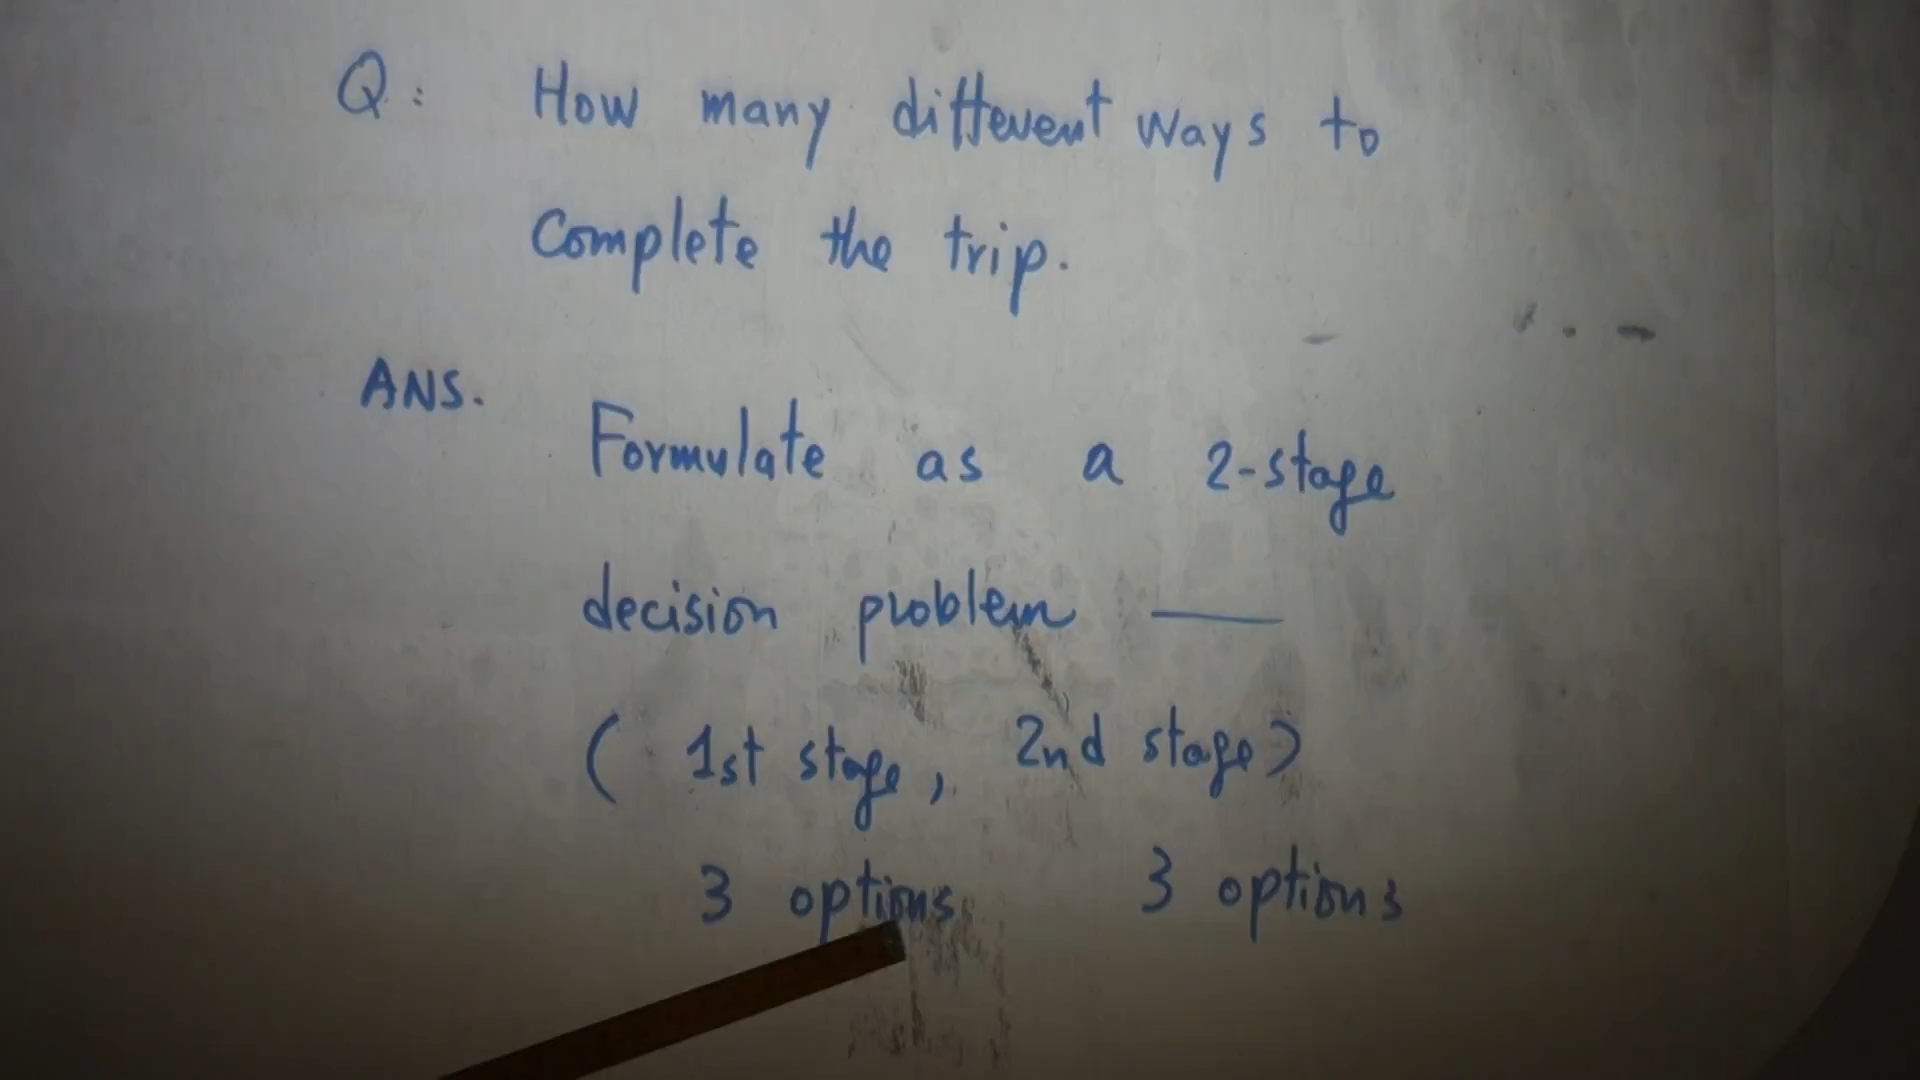 Q: How many different ways to
complete the trip.
ANS.
Formulate as a 2-stage
decision problem —
( 1st stage, 2nd stage)
3 options 3 options